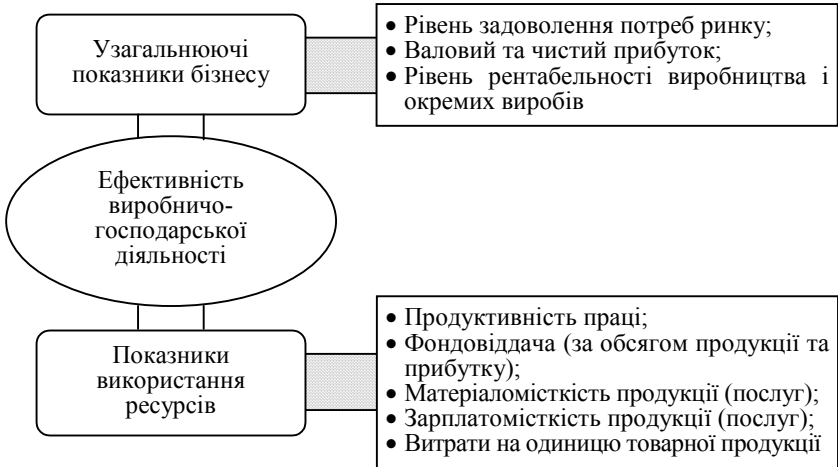 Узагальнюючі
показники бізнесу
• Рівень задоволення потреб ринку;
• Валовий та чистий прибуток;
• Рівень рентабельності виробництва і
окремих виробів
Ефективність
виробничо-
господарської
діяльності
Показники
використання
ресурсів
• Продуктивність праці;
• Фондовіддача (за обсягом продукції та
прибутку);
• Матеріаломісткість продукції (послуг);
• Зарплатомісткість продукції (послуг);
• Витрати на одиницю товарної продукції